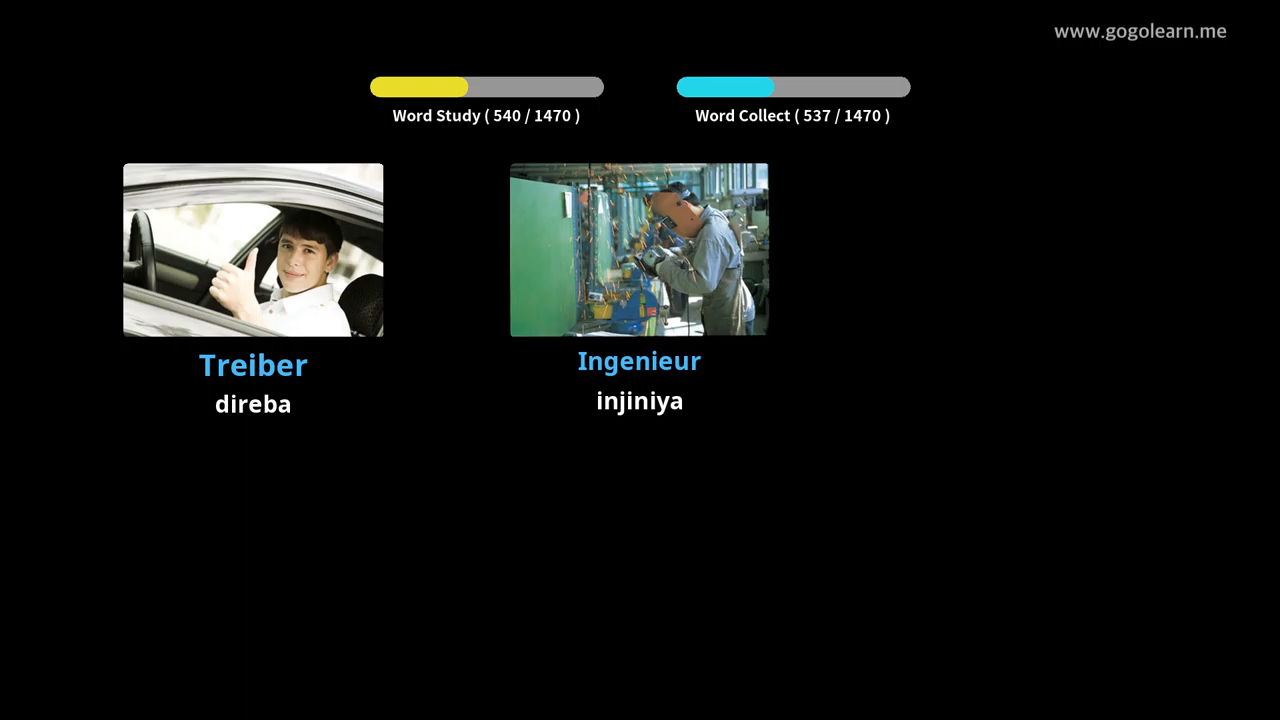 www.gogolearn.me
Word Study ( 540 / 1470 )
Word Collect ( 537 / 1470 )
Treiber
direba
Ingenieur
injiniya